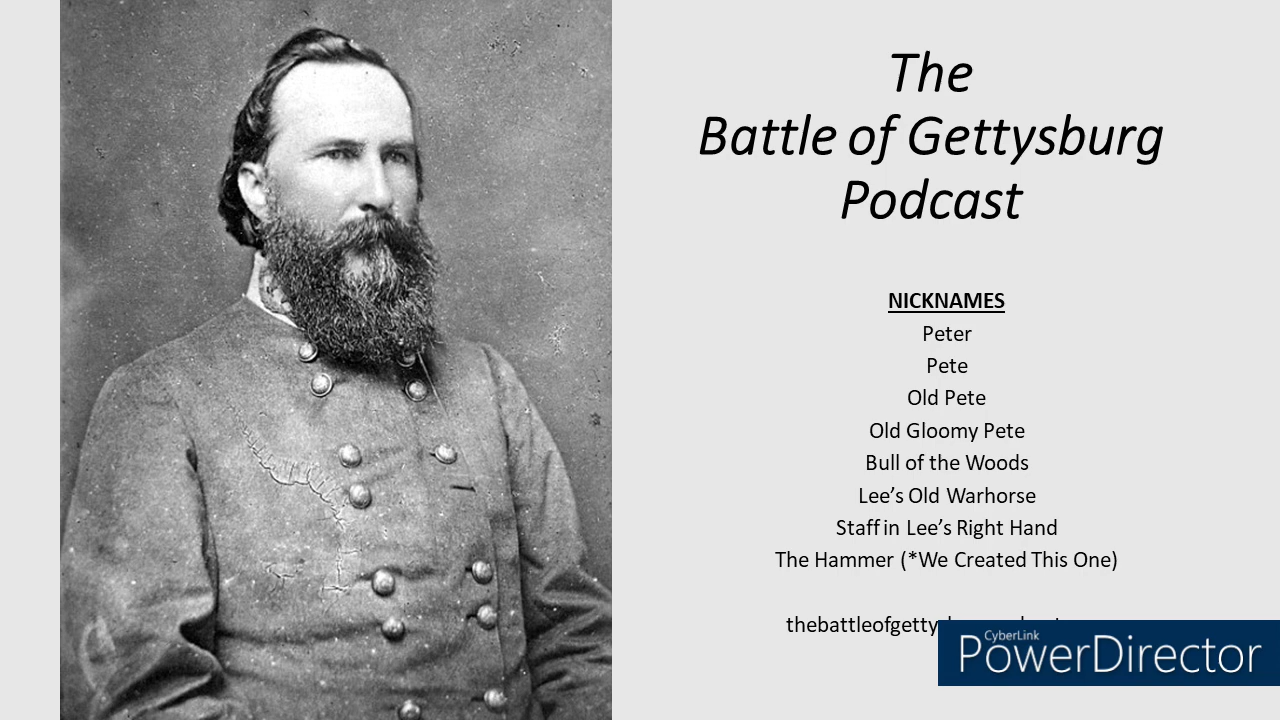 The
Battle of Gettysburg
Podcast
NICKNAMES
Peter
Pete
Old Pete
Old Gloomy Pete
Bull of the Woods
Lee’s Old Warhorse
Staff in Lee’s Right Hand
The Hammer (*We Created This One)
CyberLink
PowerDirector